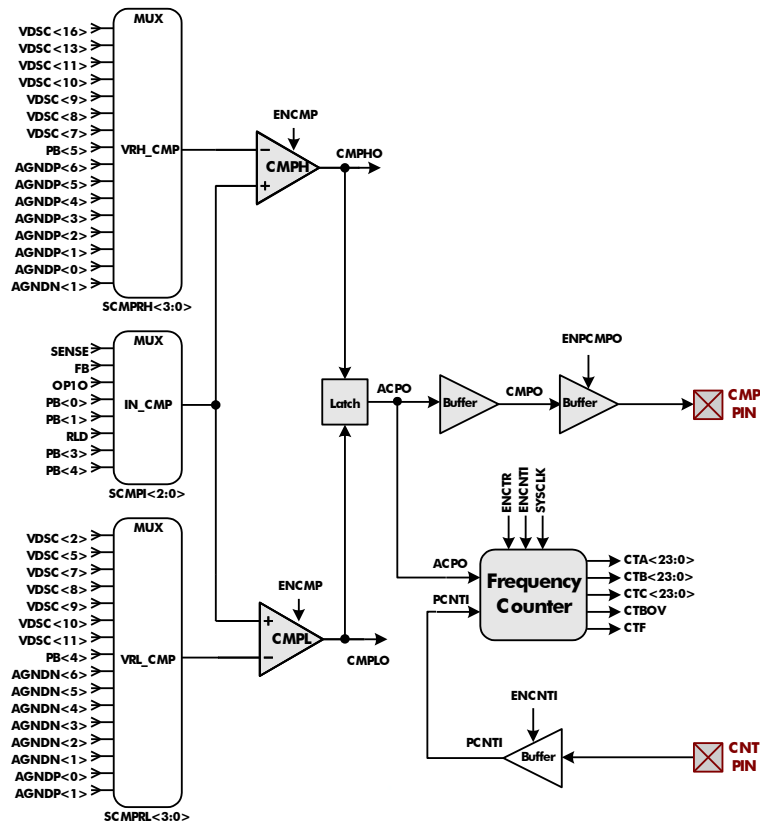 MUX
VDSC<16>
VDSC<13>
VDSC<11>
VDSC<10>
VDSC<9>
VDSC<8>
VDSC<7>
PB<5>
AGNDP<6>
AGNDP<5>
AGNDP<4>
AGNDP<3>
AGNDP<2>
AGNDP<1>
AGNDP<0>
AGNDN<1>
VRH_CMP
SCMPRH<3:0>
ENCMP
−
CMPH
+
CMPHO
MUX
SENSE
FB
OP1O
PB<0>
PB<1>
RLD
PB<3>
PB<4>
IN_CMP
SCMPI<2:0>
Latch
ACPO
Buffer
CMPO
ENPCMPO
Buffer
CMP
PIN
MUX
VDSC<2>
VDSC<5>
VDSC<7>
VDSC<8>
VDSC<9>
VDSC<10>
VDSC<11>
PB<4>
AGNDN<6>
AGNDN<5>
AGNDN<4>
AGNDN<3>
AGNDN<2>
AGNDN<1>
AGNDP<0>
AGNDP<1>
VRL_CMP
SCMPRL<3:0>
ENCMP
+
CMPL
−
CMPLO
ENCTR
ENCNTI
SYSCLK
ACPO
PCNTI
Frequency
Counter
CTA<23:0>
CTB<23:0>
CTC<23:0>
CTBOV
CTF
ENCNTI
PCNTI
Buffer
CNT
PIN